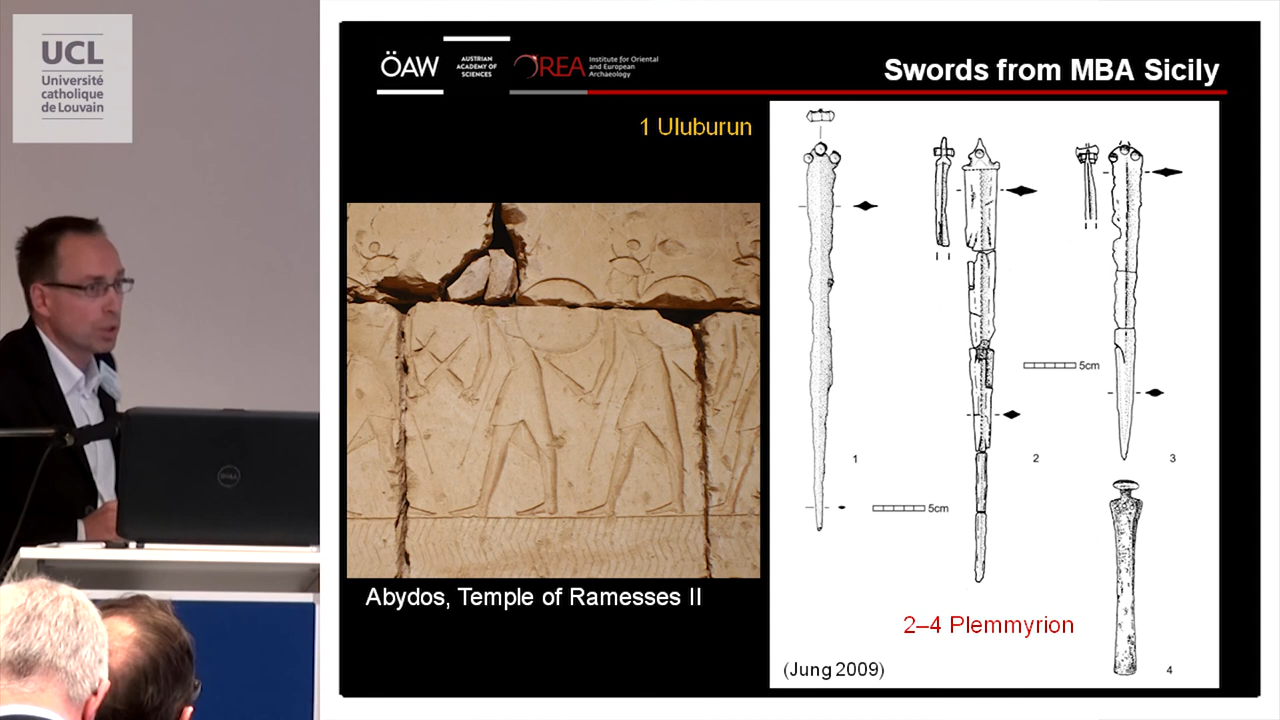 UCL
Université
catholique
de Louvain
ÖAW
AUSTRIAN
ACADEMY OF
SCIENCES
OREA
Institute for Oriental
and European
Archaeology
Swords from MBA Sicily
1 Uluburun
5cm
1
2
3
5cm
Abydos, Temple of Ramesses II
2–4 Plemmyrion
(Jung 2009)
4
DELL